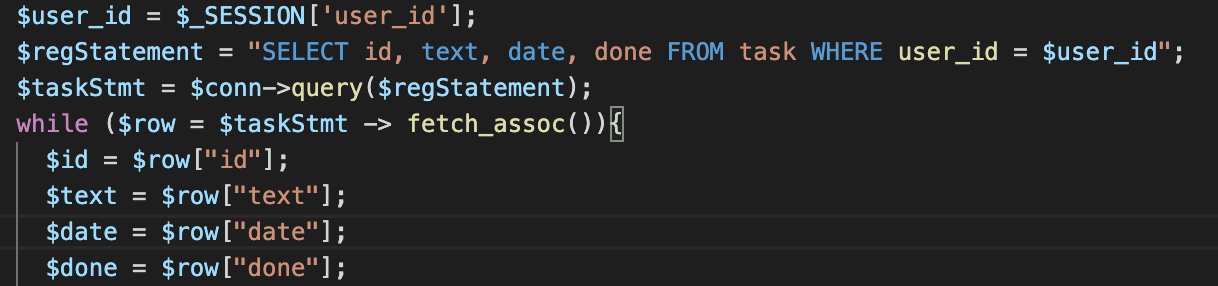 $user_id = $_SESSION['user_id'];
$regStatement = "SELECT id, text, date, done FROM task WHERE user_id = $user_id";
$taskStmt = $conn->query($regStatement);
while ($row = $taskStmt -> fetch_assoc()){
$id = $row["id"];
$text = $row["text"];
$date = $row["date"];
$done = $row["done"];